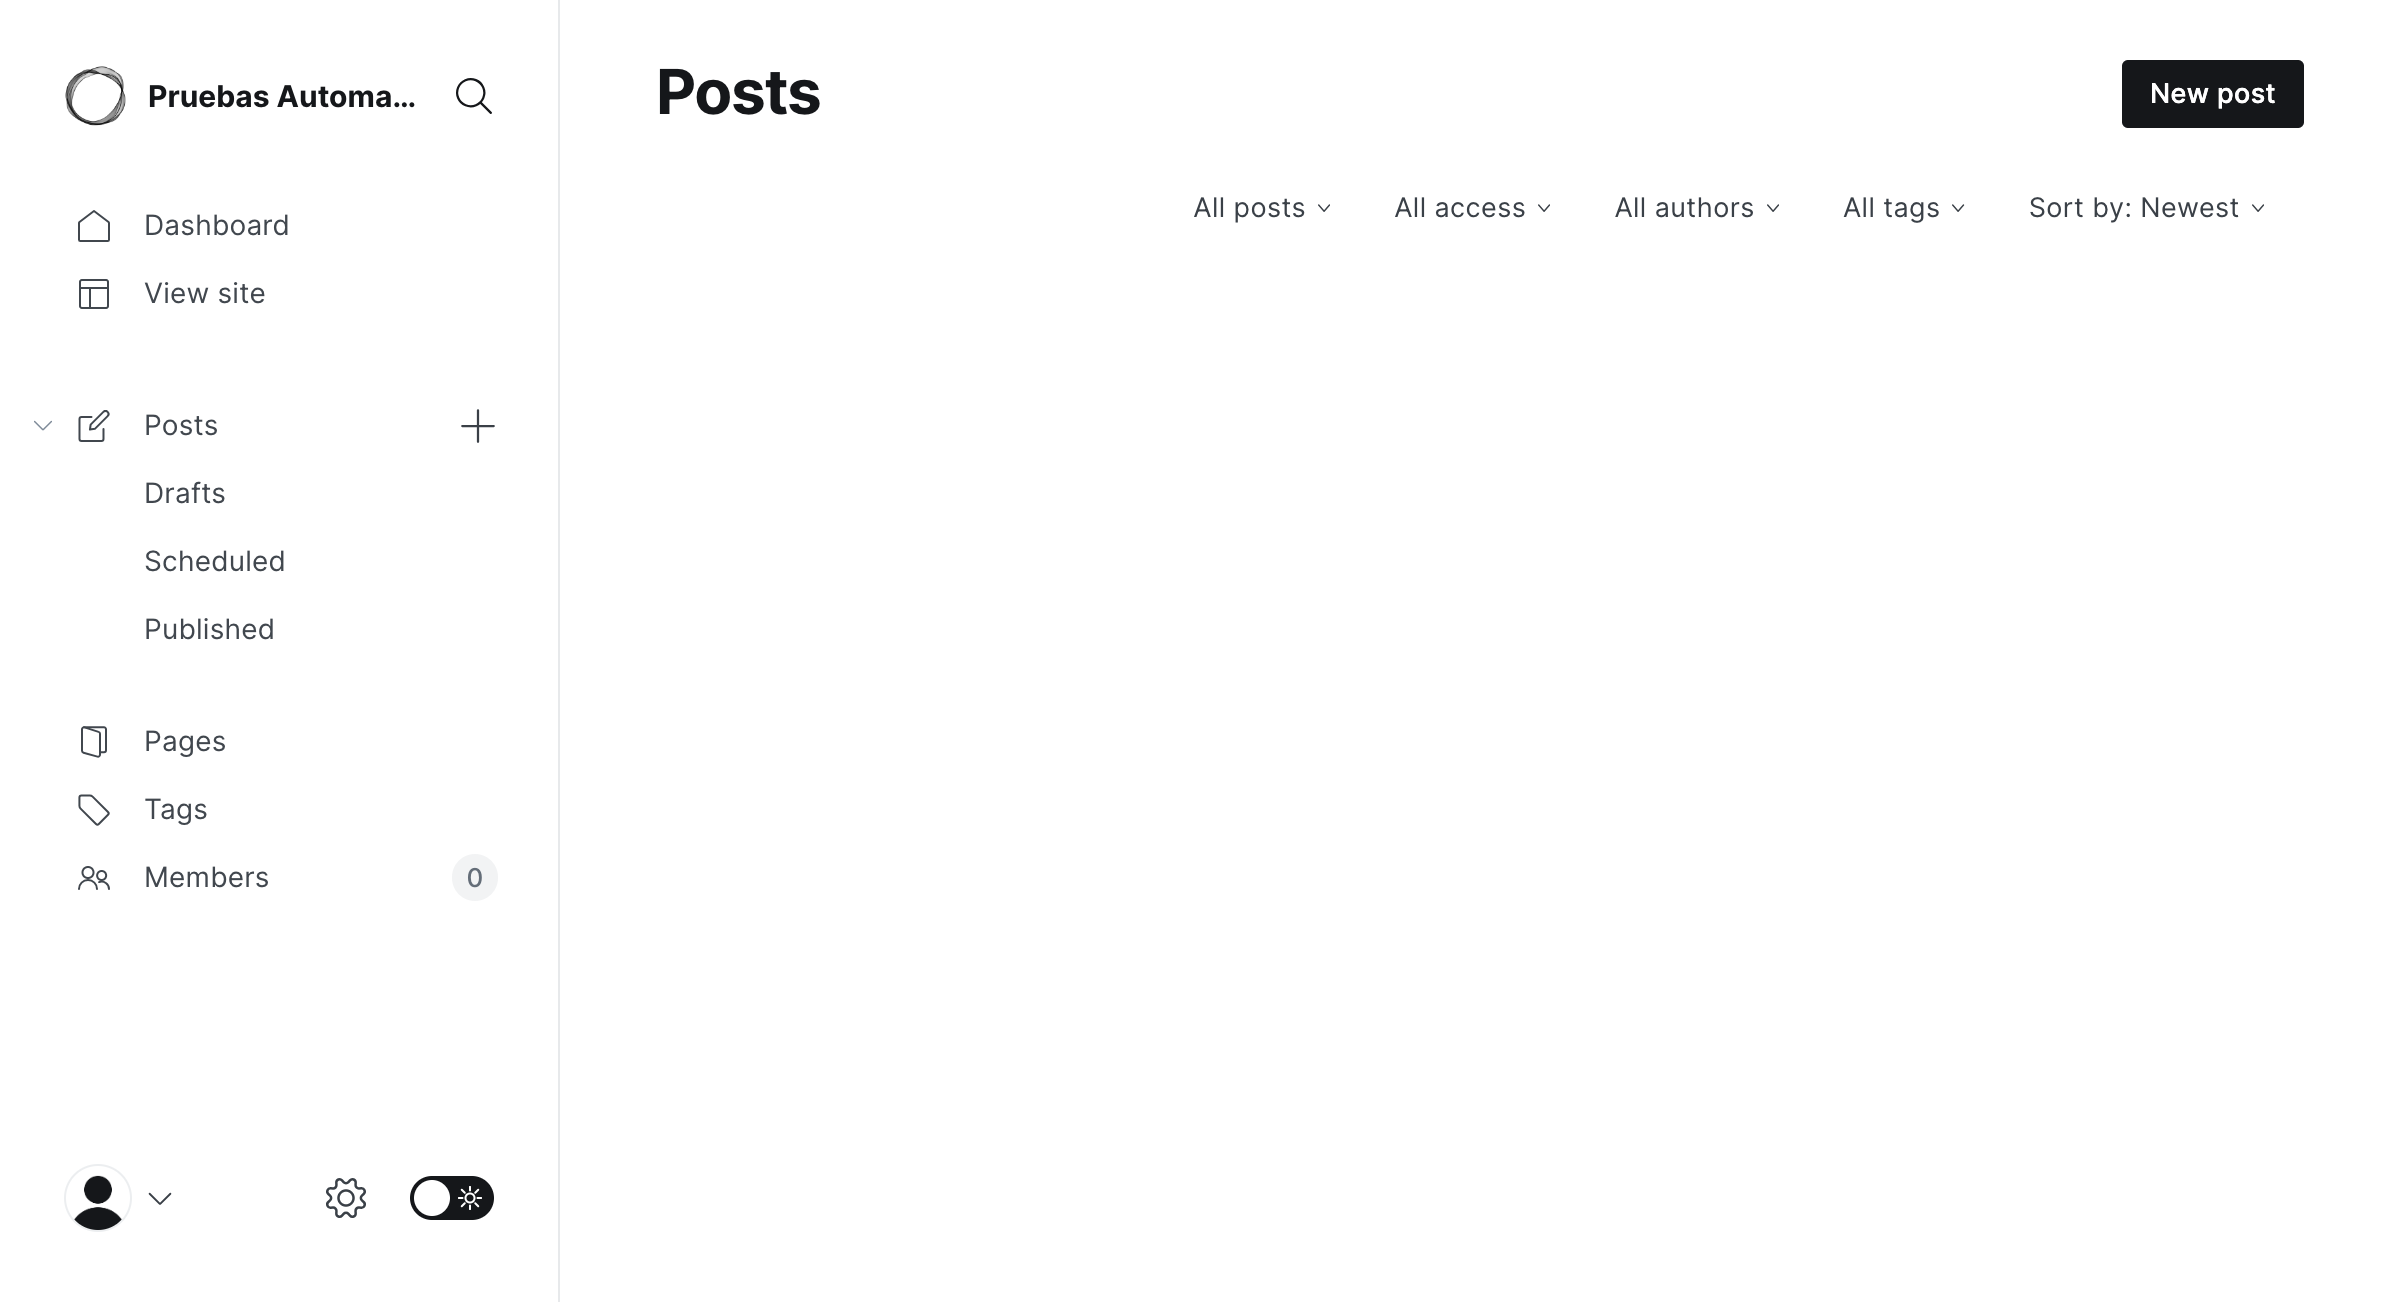 Pruebas Automa...
Dashboard
View site
Posts
Drafts
Scheduled
Published
Pages
Tags
Members 0
Posts
New post
All posts All access All authors All tags Sort by: Newest